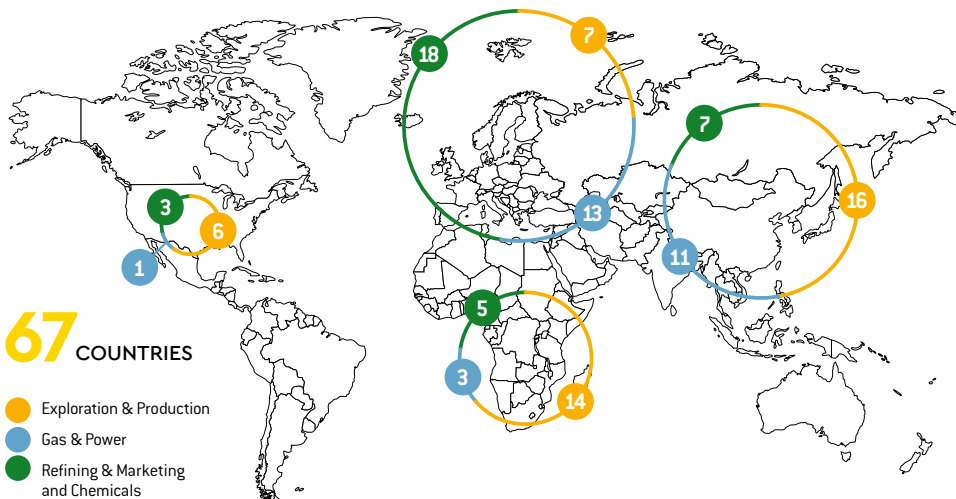 7
18
7
3
16
6
13
11
1
5
3
14
67 COUNTRIES
Exploration & Production
Gas & Power
Refining & Marketing
and Chemicals